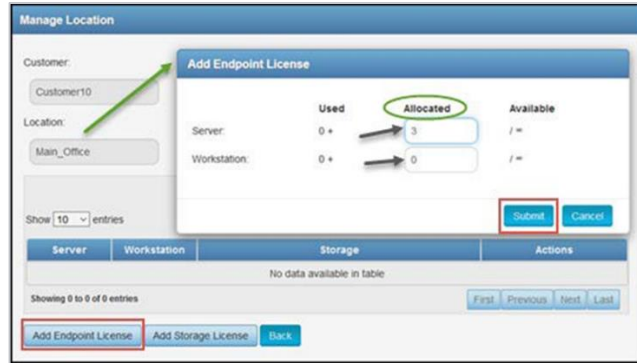 Manage Location
Customer:
Customer10
Location:
Main_Office
Add Endpoint License
Used Allocated Available
Server: 0 + 3 / ∞
Workstation: 0 + 0 / ∞
Submit Cancel
Show 10 entries
Server Workstation Storage Actions
No data available in table
Showing 0 to 0 of 0 entries
First Previous Next Last
Add Endpoint License Add Storage License Back